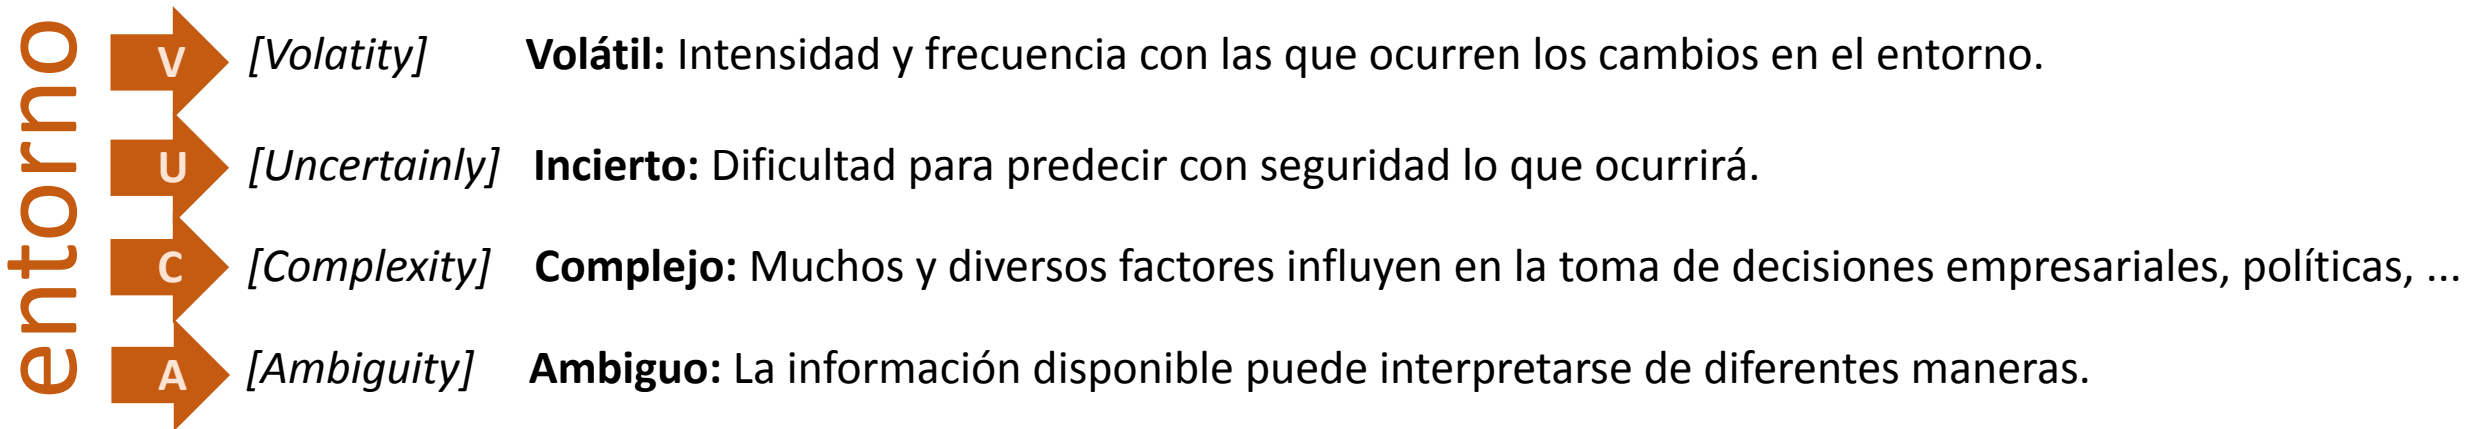 entorno
V [Volatity] Volátil: Intensidad y frecuencia con las que ocurren los cambios en el entorno.
U [Uncertainly] Incierto: Dificultad para predecir con seguridad lo que ocurrirá.
C [Complexity] Complejo: Muchos y diversos factores influyen en la toma de decisiones empresariales, políticas, ...
A [Ambiguity] Ambiguo: La información disponible puede interpretarse de diferentes maneras.